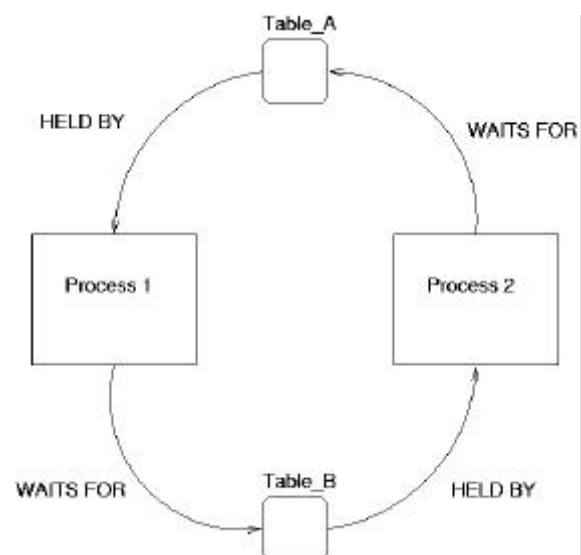 Table_A
HELD BY
WAITS FOR
Process 1
Process 2
WAITS FOR
Table_B
HELD BY